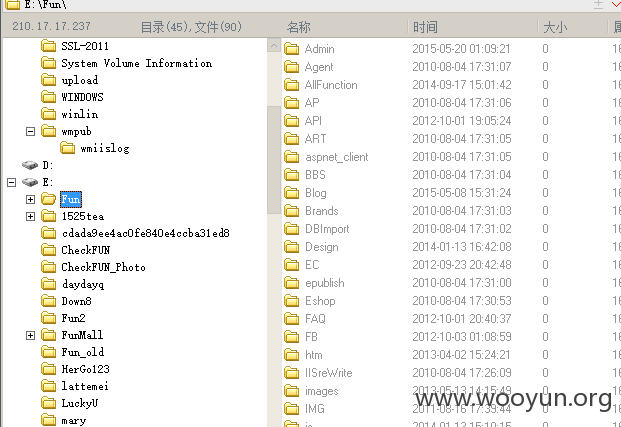 E:\Fun\
210.17.17.237 目录(45),文件(90) 名称 时间 大小
SSL-2011
System Volume Information
upload
WINDOWS
winlin
wmpub
wmiislog
D:
E:
Fun
1525tea
cdada9ee4ac0fe840e4ccba31ed8
CheckFUN
CheckFUN_Photo
daydayq
Down8
Fun2
FunMall
Fun_old
HerGo123
lattemei
LuckyU
mary
Admin 2015-05-20 01:09:21 0 16
Agent 2010-08-04 17:31:07 0 16
AllFunction 2014-09-17 15:01:42 0 16
AP 2010-08-04 17:31:06 0 16
API 2012-10-01 19:05:24 0 16
ART 2010-08-04 17:31:05 0 16
aspnet_client 2010-08-04 17:31:05 0 16
BBS 2010-08-04 17:31:04 0 16
Blog 2015-05-08 15:31:24 0 16
Brands 2010-08-04 17:31:03 0 16
DBImport 2010-08-04 17:31:02 0 16
Design 2014-01-13 16:42:08 0 16
EC 2012-09-23 20:42:48 0 16
epublish 2010-08-04 17:31:00 0 16
Eshop 2010-08-04 17:30:53 0 16
FAQ 2012-10-01 20:40:37 0 16
FB 2012-10-03 01:08:59 0 16
htm 2013-04-02 15:24:21 0 16
IISreWrite 2010-08-04 17:26:09 0 16
images 2013-05-13 14:15:49 0 16
IMG 2011-08-16 17:39:44 0 16
www.wooyun.org